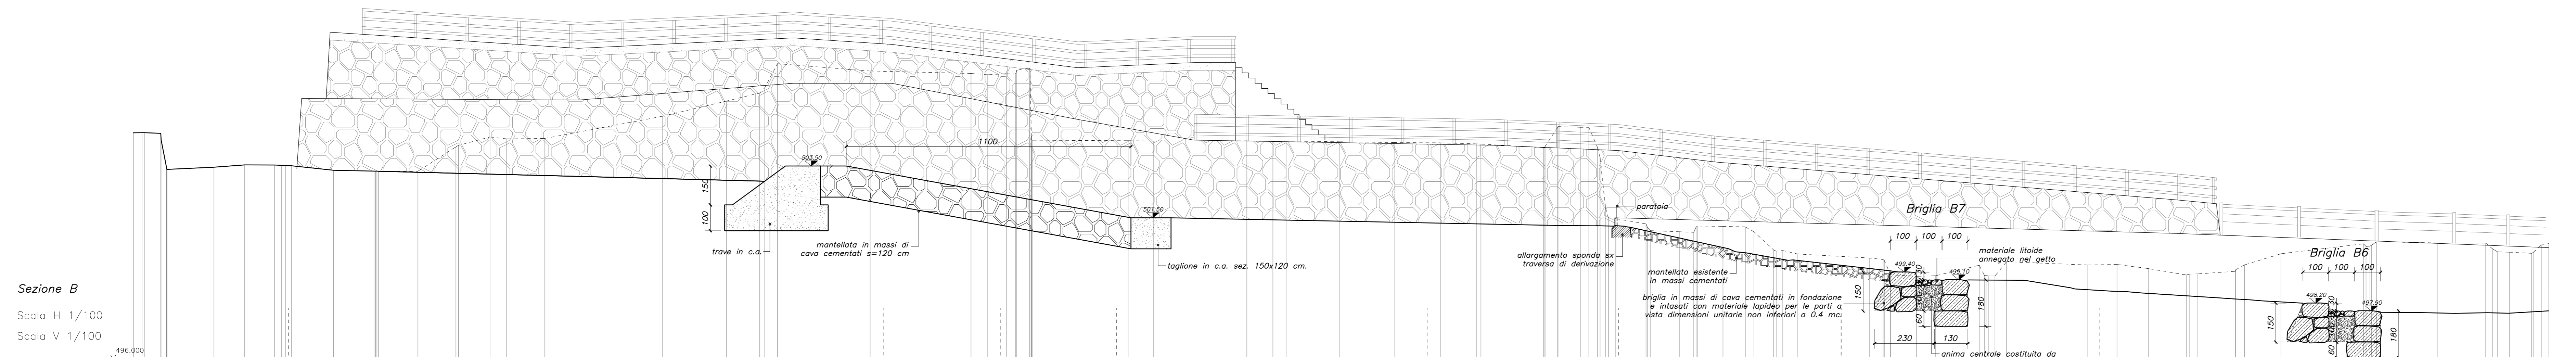 Sezione B
Scala H 1/100
Scala V 1/100
496.000
503.50
150
100
trave in c.a.
mantellata in massi di
cava cementati s=120 cm
1100
501.50
taglione in c.a. sez. 150x120 cm.
paratoia
allargamento sponda sx
traversa di derivazione
mantellata esistente
in massi cementati
briglia in massi di cava cementati in fondazione
e intasati con materiale lapideo per le parti a
vista dimensioni unitarie non inferiori a 0.4 mc.
Briglia B7
100 100 100
materiale litoide
annegato nel getto
499.40
499.10
150
30
100
60
180
230 130
anima centrale costituita da
Briglia B6
100 100 100
498.20
497.90
150
30
100
60
180